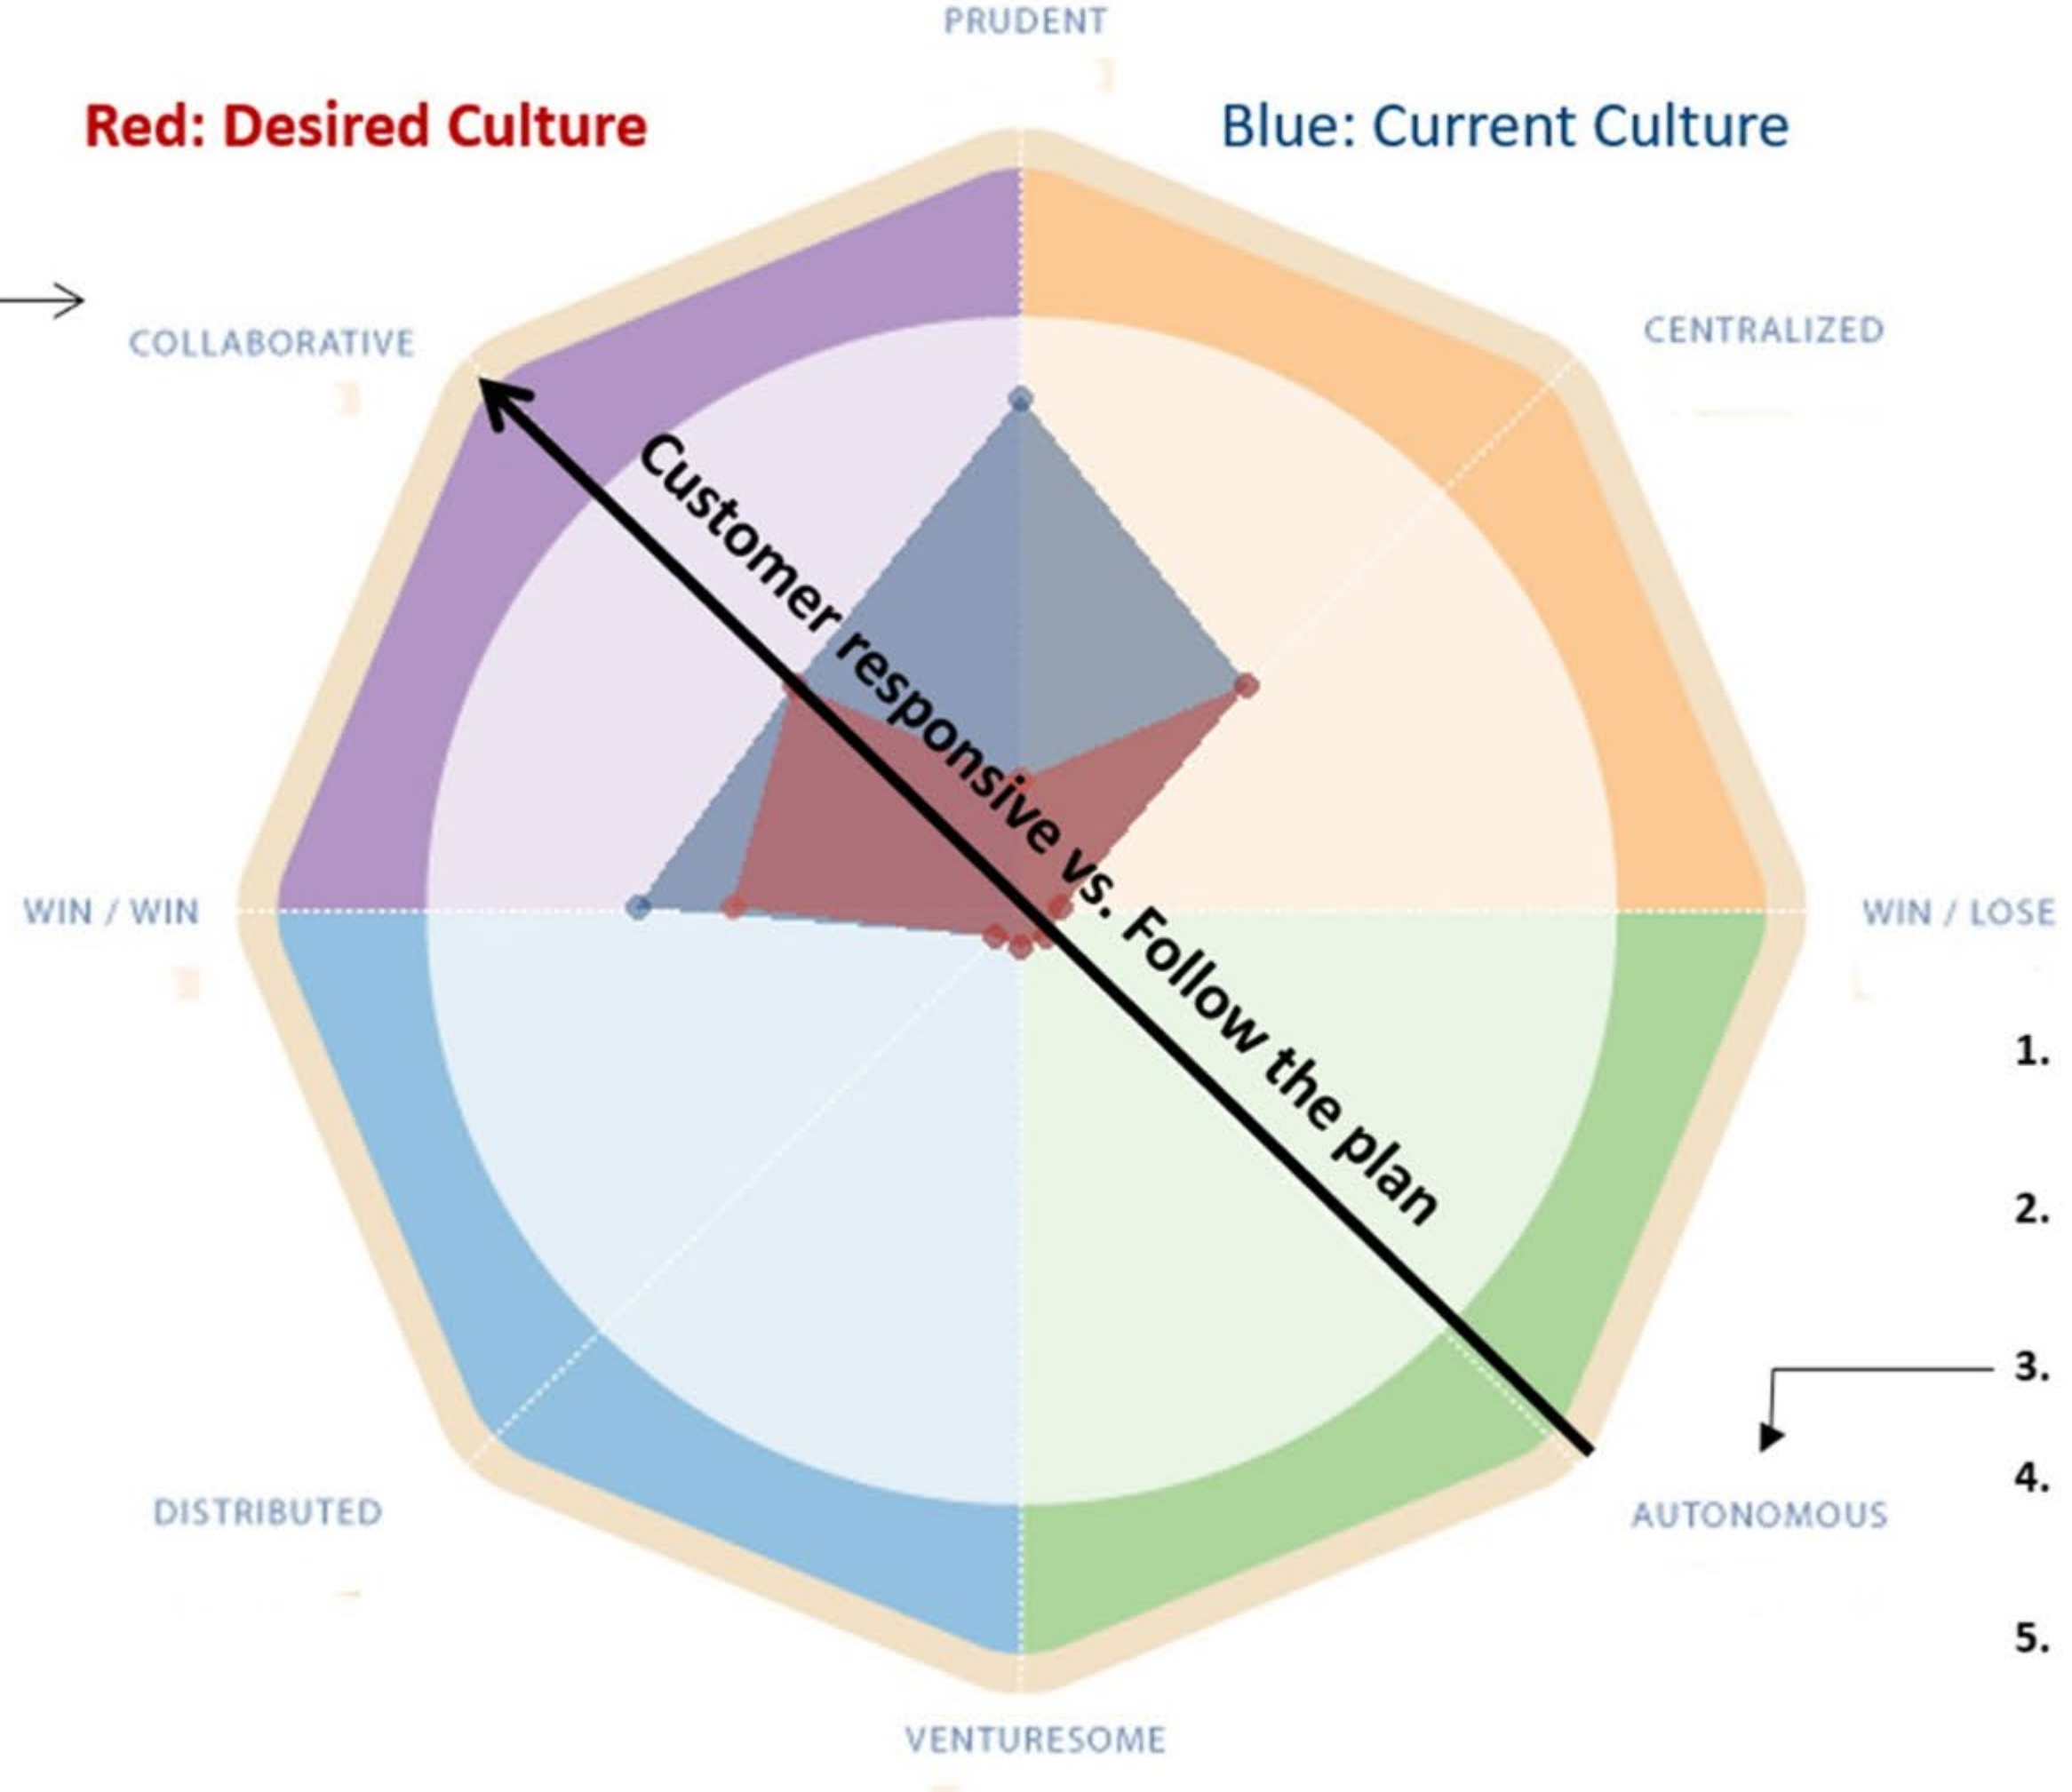 PRUDENT
Red: Desired Culture
Blue: Current Culture
COLLABORATIVE
CENTRALIZED
Customer responsive vs. Follow the plan
WIN / WIN
WIN / LOSE
1.
2.
3.
4.
DISTRIBUTED
AUTONOMOUS
5.
VENTURESOME